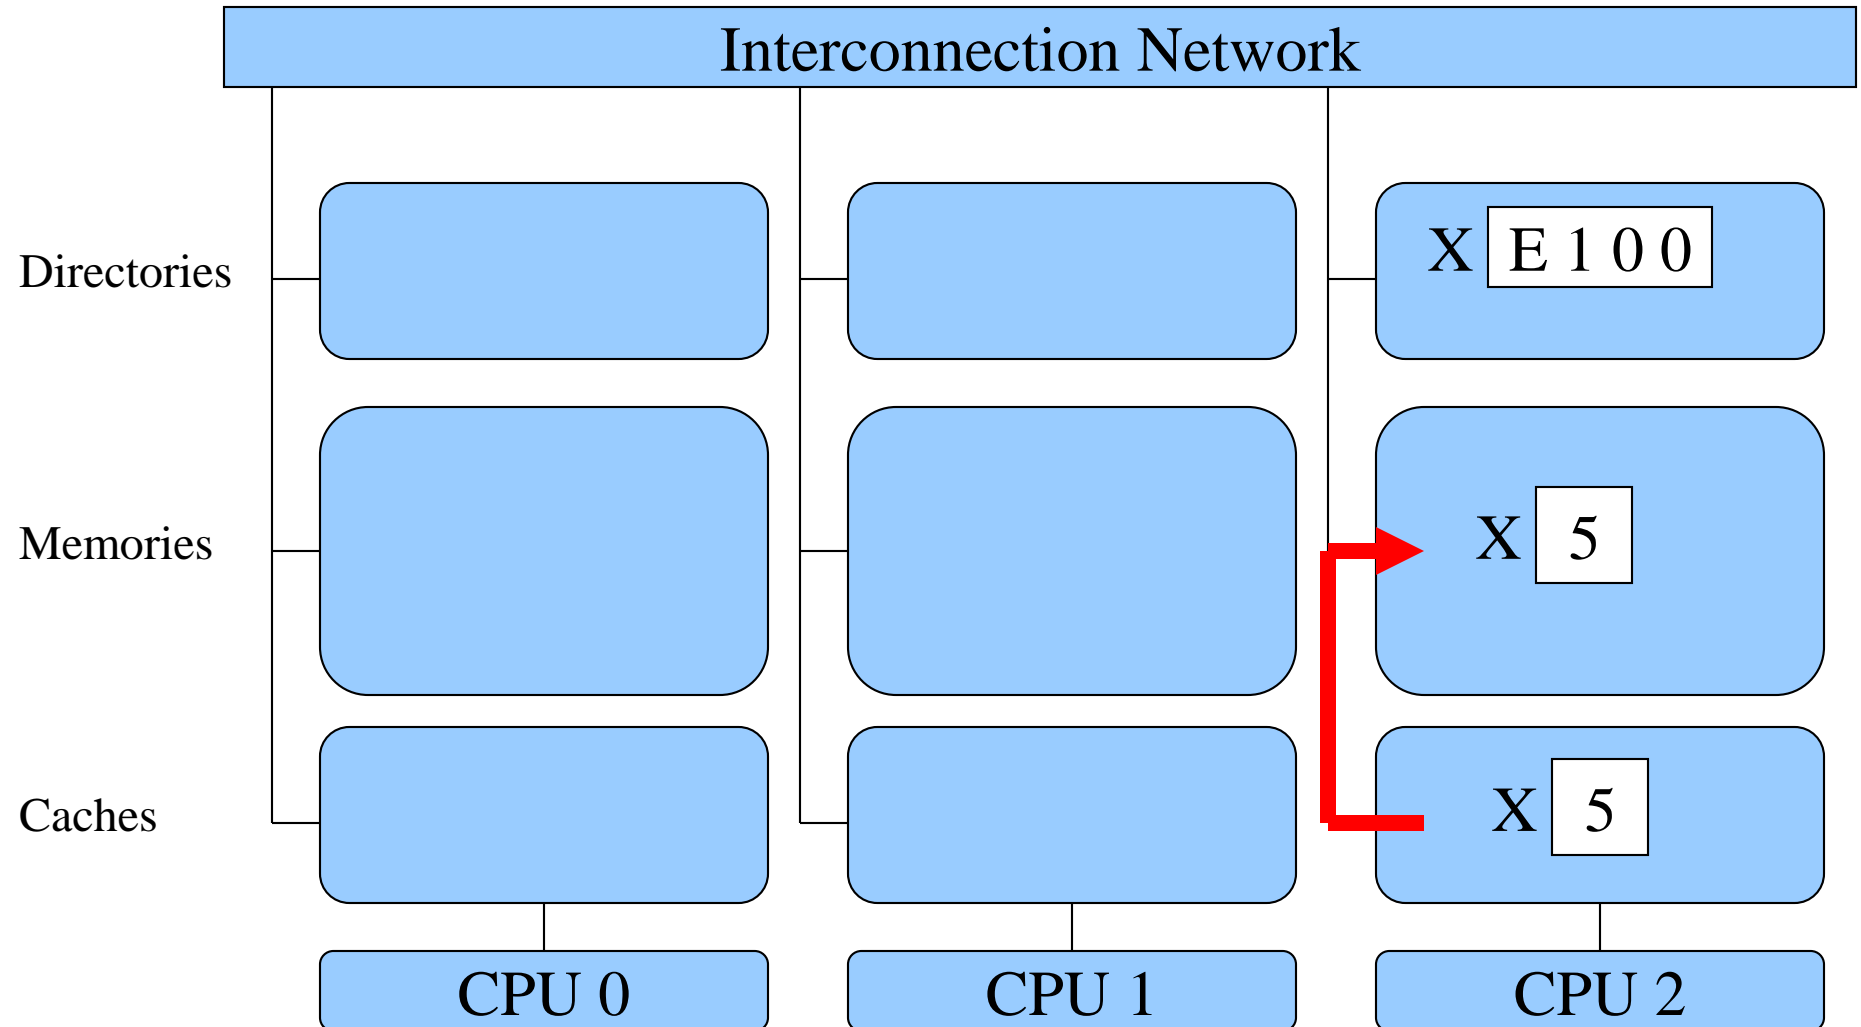 Interconnection Network
Directories
X E 1 0 0
Memories
X 5
Caches
X 5
CPU 0
CPU 1
CPU 2